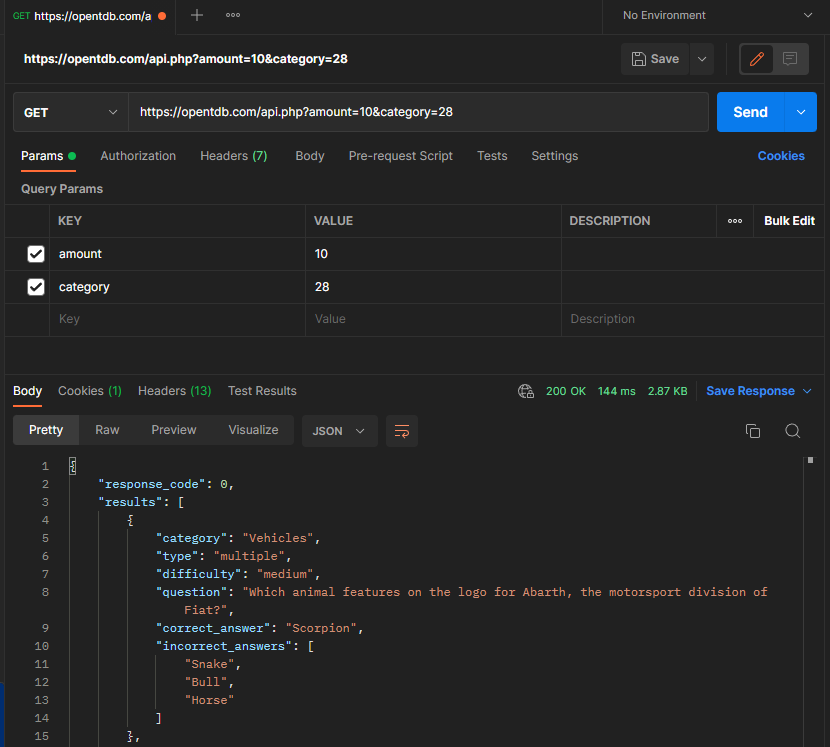 GET https://opentdb.com/a
No Environment
https://opentdb.com/api.php?amount=10&category=28
Save
GET https://opentdb.com/api.php?amount=10&category=28 Send
Params Authorization Headers (7) Body Pre-request Script Tests Settings Cookies
Query Params
KEY VALUE DESCRIPTION Bulk Edit
amount 10
category 28
Key Value Description
Body Cookies (1) Headers (13) Test Results 200 OK 144 ms 2.87 KB Save Response
Pretty Raw Preview Visualize JSON
1 {
2 "response_code": 0,
3 "results": [
4 {
5 "category": "Vehicles",
6 "type": "multiple",
7 "difficulty": "medium",
8 "question": "Which animal features on the logo for Abarth, the motorsport division of
Fiat?",
9 "correct_answer": "Scorpion",
10 "incorrect_answers": [
11 "Snake",
12 "Bull",
13 "Horse"
14 ]
15 },